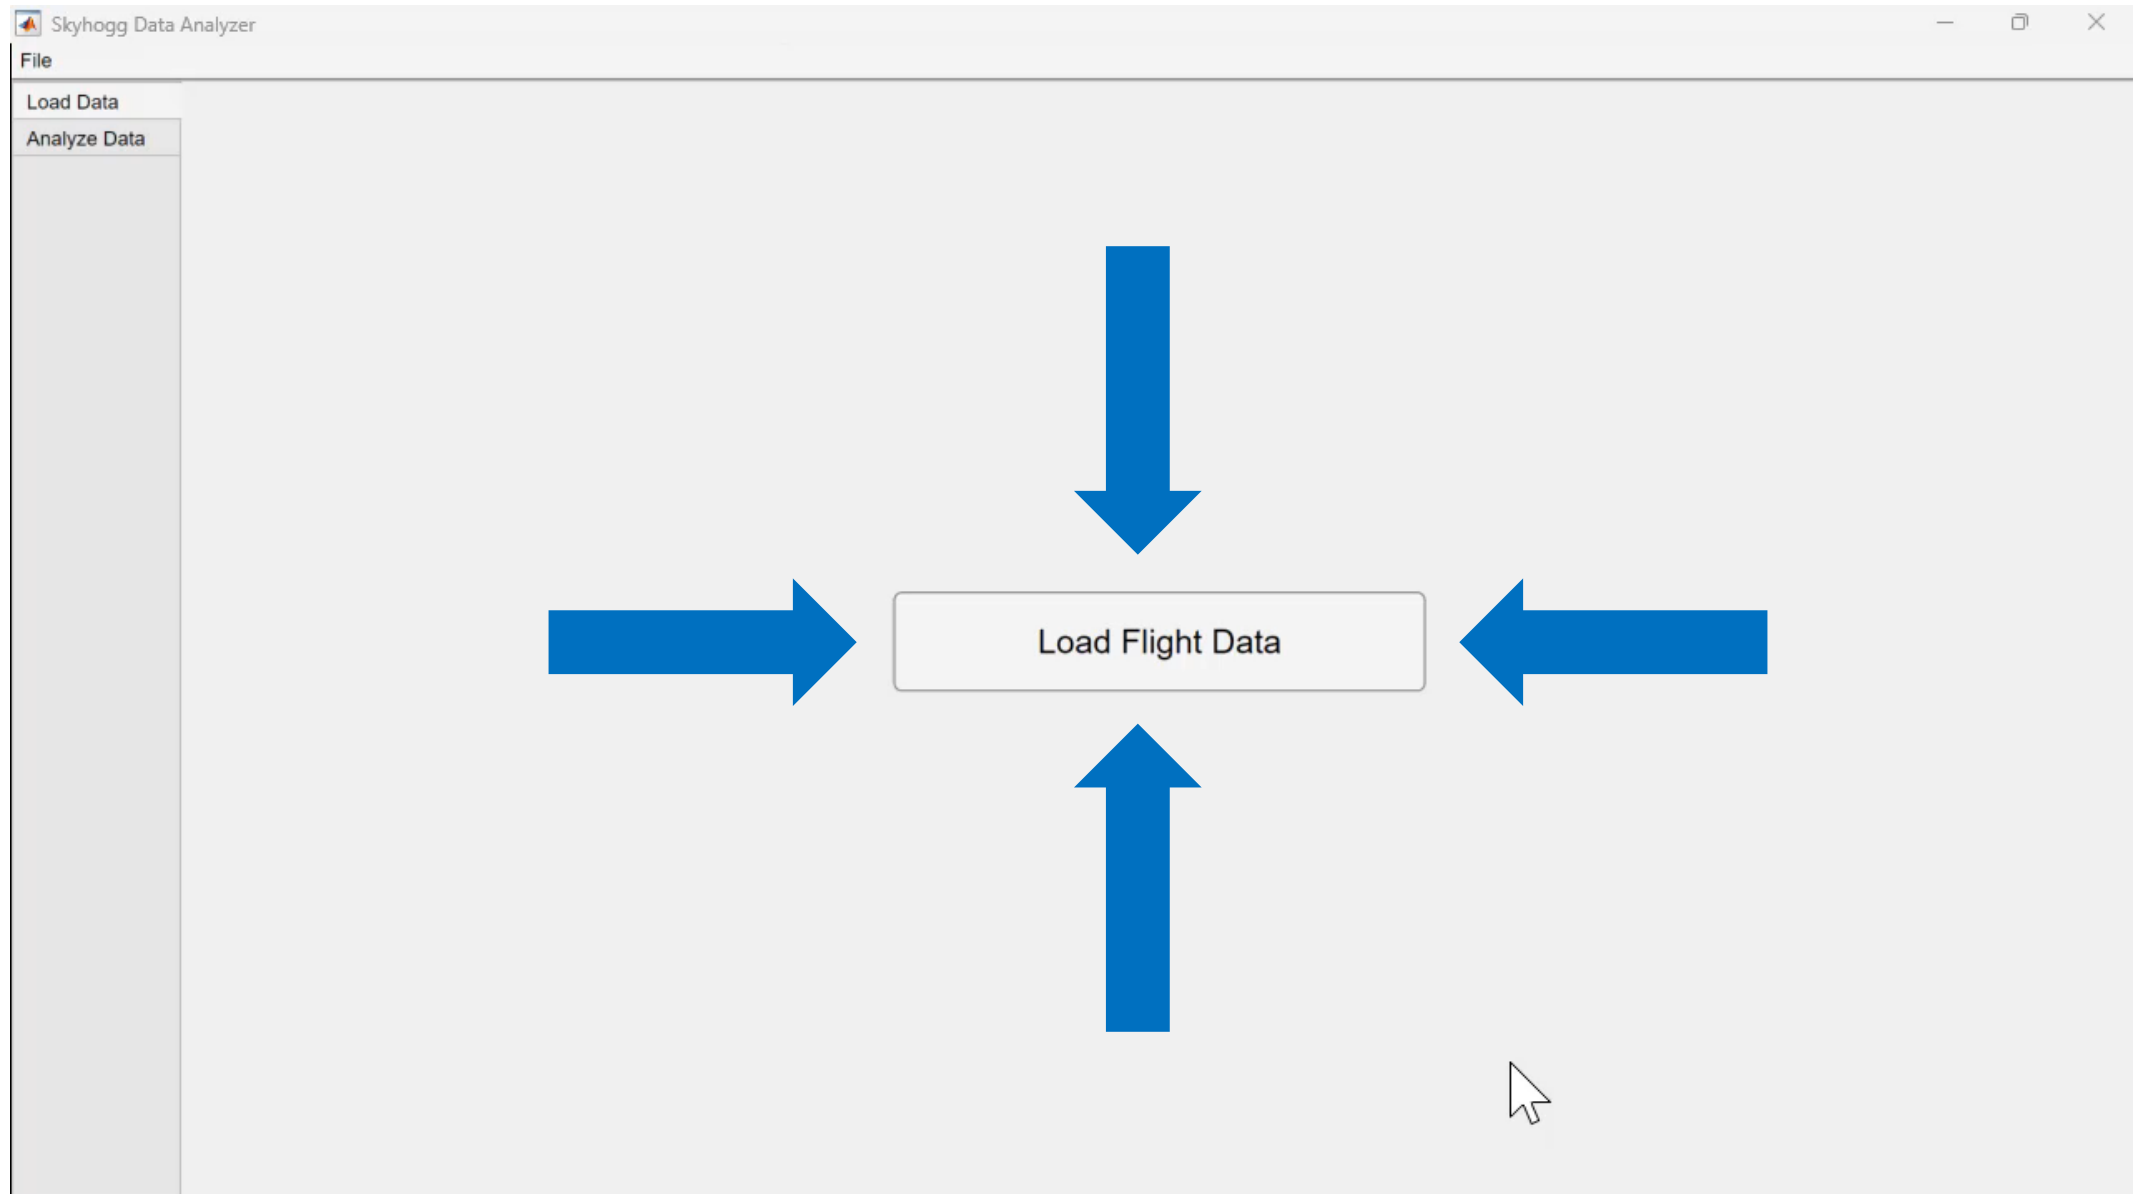 Skyhogg Data Analyzer
File
Load Data
Analyze Data
Load Flight Data